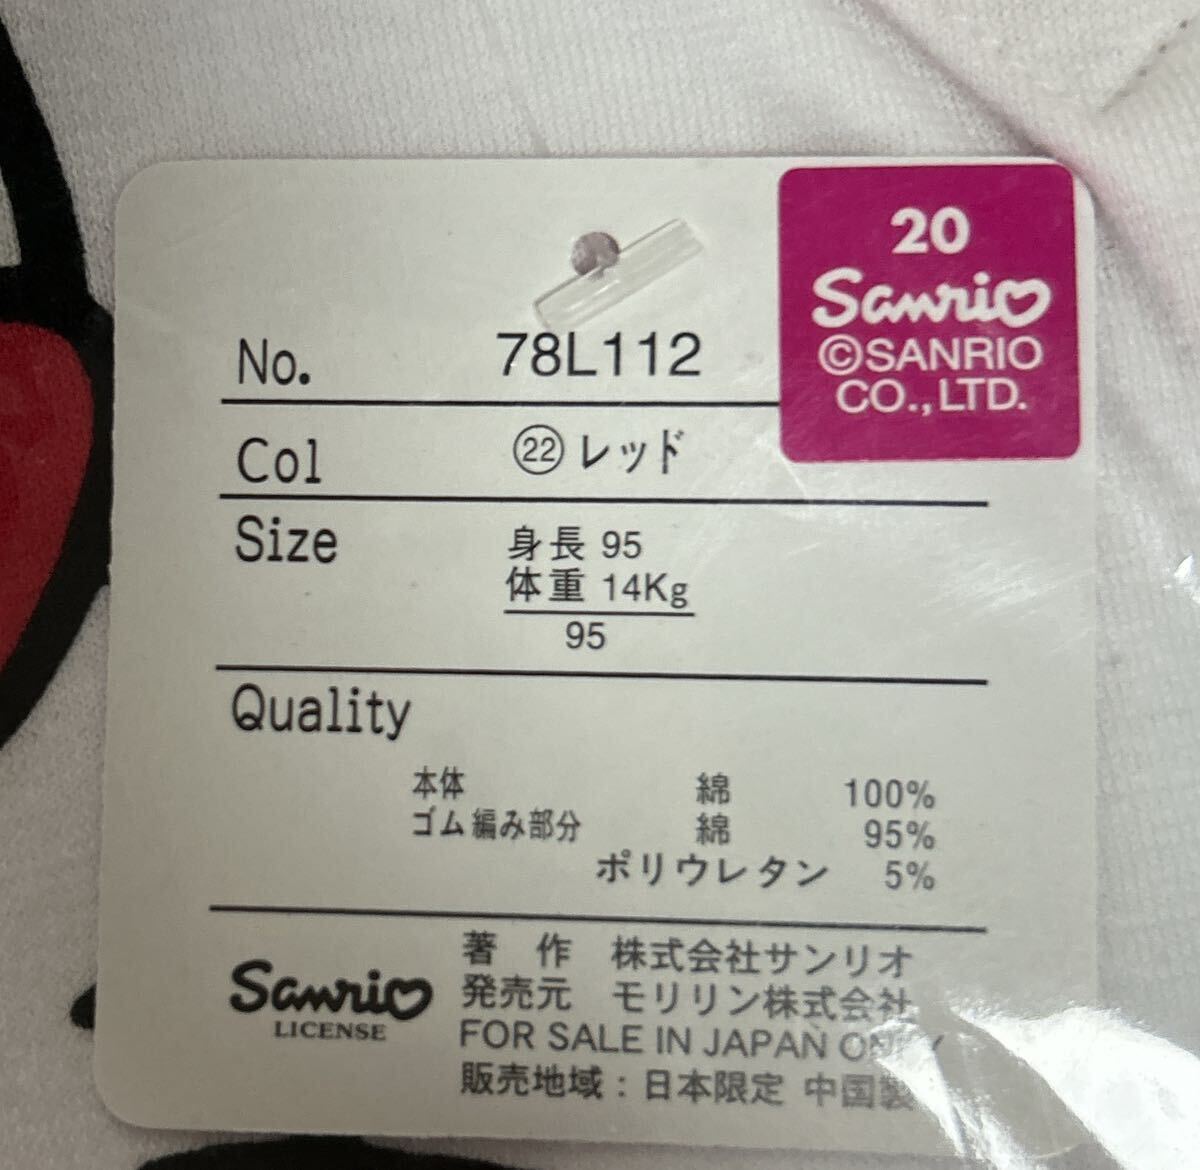 20
Sanrio
©SANRIO
CO.,LTD.
No. 78L112
Col ㉒レッド
Size 身長 95
体重 14Kg
95
Quality
本体 綿 100%
ゴム編み部分 綿 95%
ポリウレタン 5%
Sanrio
LICENSE
著 作 株式会社サンリオ
発売元 モリリン株式会社
FOR SALE IN JAPAN ONLY
販売地域:日本限定 中国製